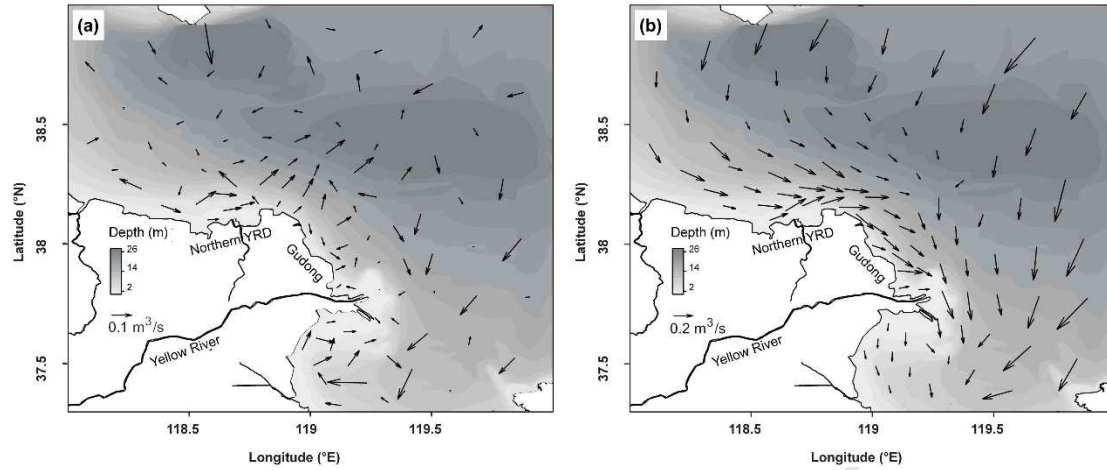 (a)
38.5
38
37.5
Latitude (°N)
Depth (m)
26
14
2
0.1 m³/s
Northern YRD
Gudong
Yellow River
118.5
119
119.5
Longitude (°E)
(b)
38.5
38
37.5
Latitude (°N)
Depth (m)
26
14
2
0.2 m³/s
Northern YRD
Gudong
Yellow River
118.5
119
119.5
Longitude (°E)